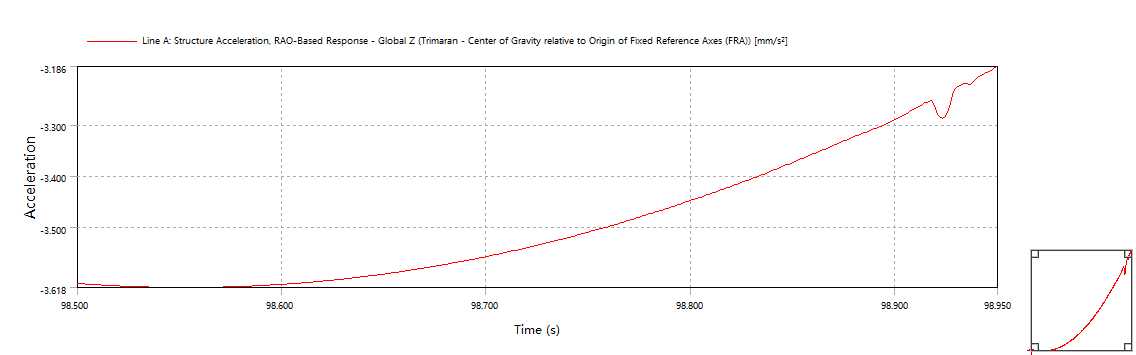 Line A: Structure Acceleration, RAO-Based Response - Global Z (Trimaran - Center of Gravity relative to Origin of Fixed Reference Axes (FRA)) [mm/s²]
-3.186
-3.300
-3.400
-3.500
-3.618
Acceleration
98.500 98.600 98.700 98.800 98.900 98.950
Time (s)